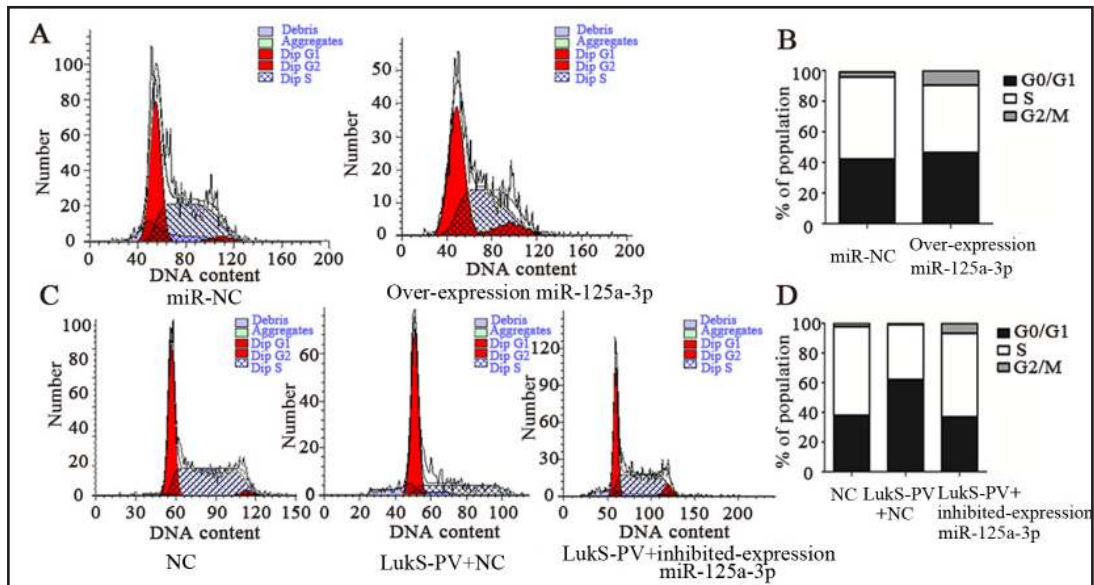 A
Debris
Aggregates
Dip G1
Dip G2
Dip S
Number
100
80
60
40
20
0
0 40 80 120 160 200
DNA content
miR-NC
Debris
Aggregates
Dip G1
Dip G2
Dip S
Number
50
40
30
20
10
0
0 40 80 120 160 200
DNA content
Over-expression miR-125a-3p
B
% of population
100
80
60
40
20
0
G0/G1
S
G2/M
miR-NC
Over-expression
miR-125a-3p
C
Debris
Aggregates
Dip G1
Dip G2
Dip S
Number
100
80
60
40
20
0
0 30 60 90 120 150
DNA content
NC
Debris
Aggregates
Dip G1
Dip G2
Dip S
Number
60
40
20
0
0 20 40 60 80 100
DNA content
LukS-PV+NC
Debris
Aggregates
Dip G1
Dip G2
Dip S
Number
120
90
60
30
0
0 50 100 150 200
DNA content
LukS-PV+inhibited-expression
miR-125a-3p
D
% of population
100
80
60
40
20
0
G0/G1
S
G2/M
NC
LukS-PV
+NC
LukS-PV+
inhibited-expression
miR-125a-3p